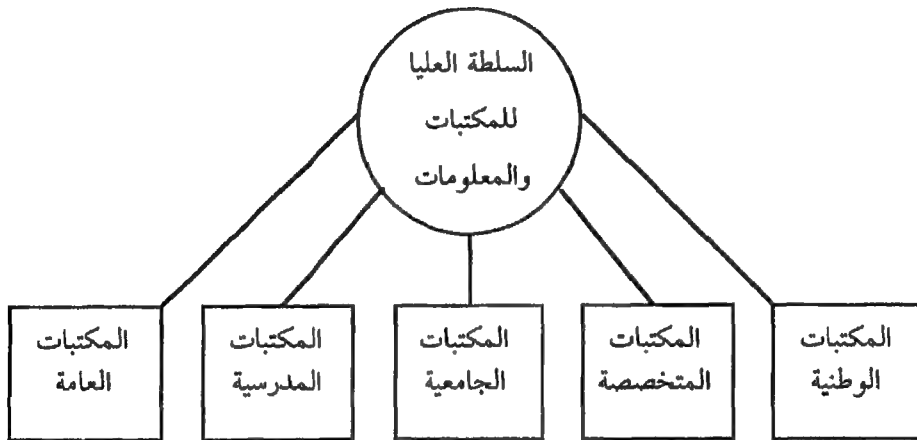 السلطة العليا
للمكتبات
والمعلومات
المكتبات
الوطنية
المكتبات
المتخصصة
المكتبات
الجامعية
المكتبات
المدرسية
المكتبات
العامة